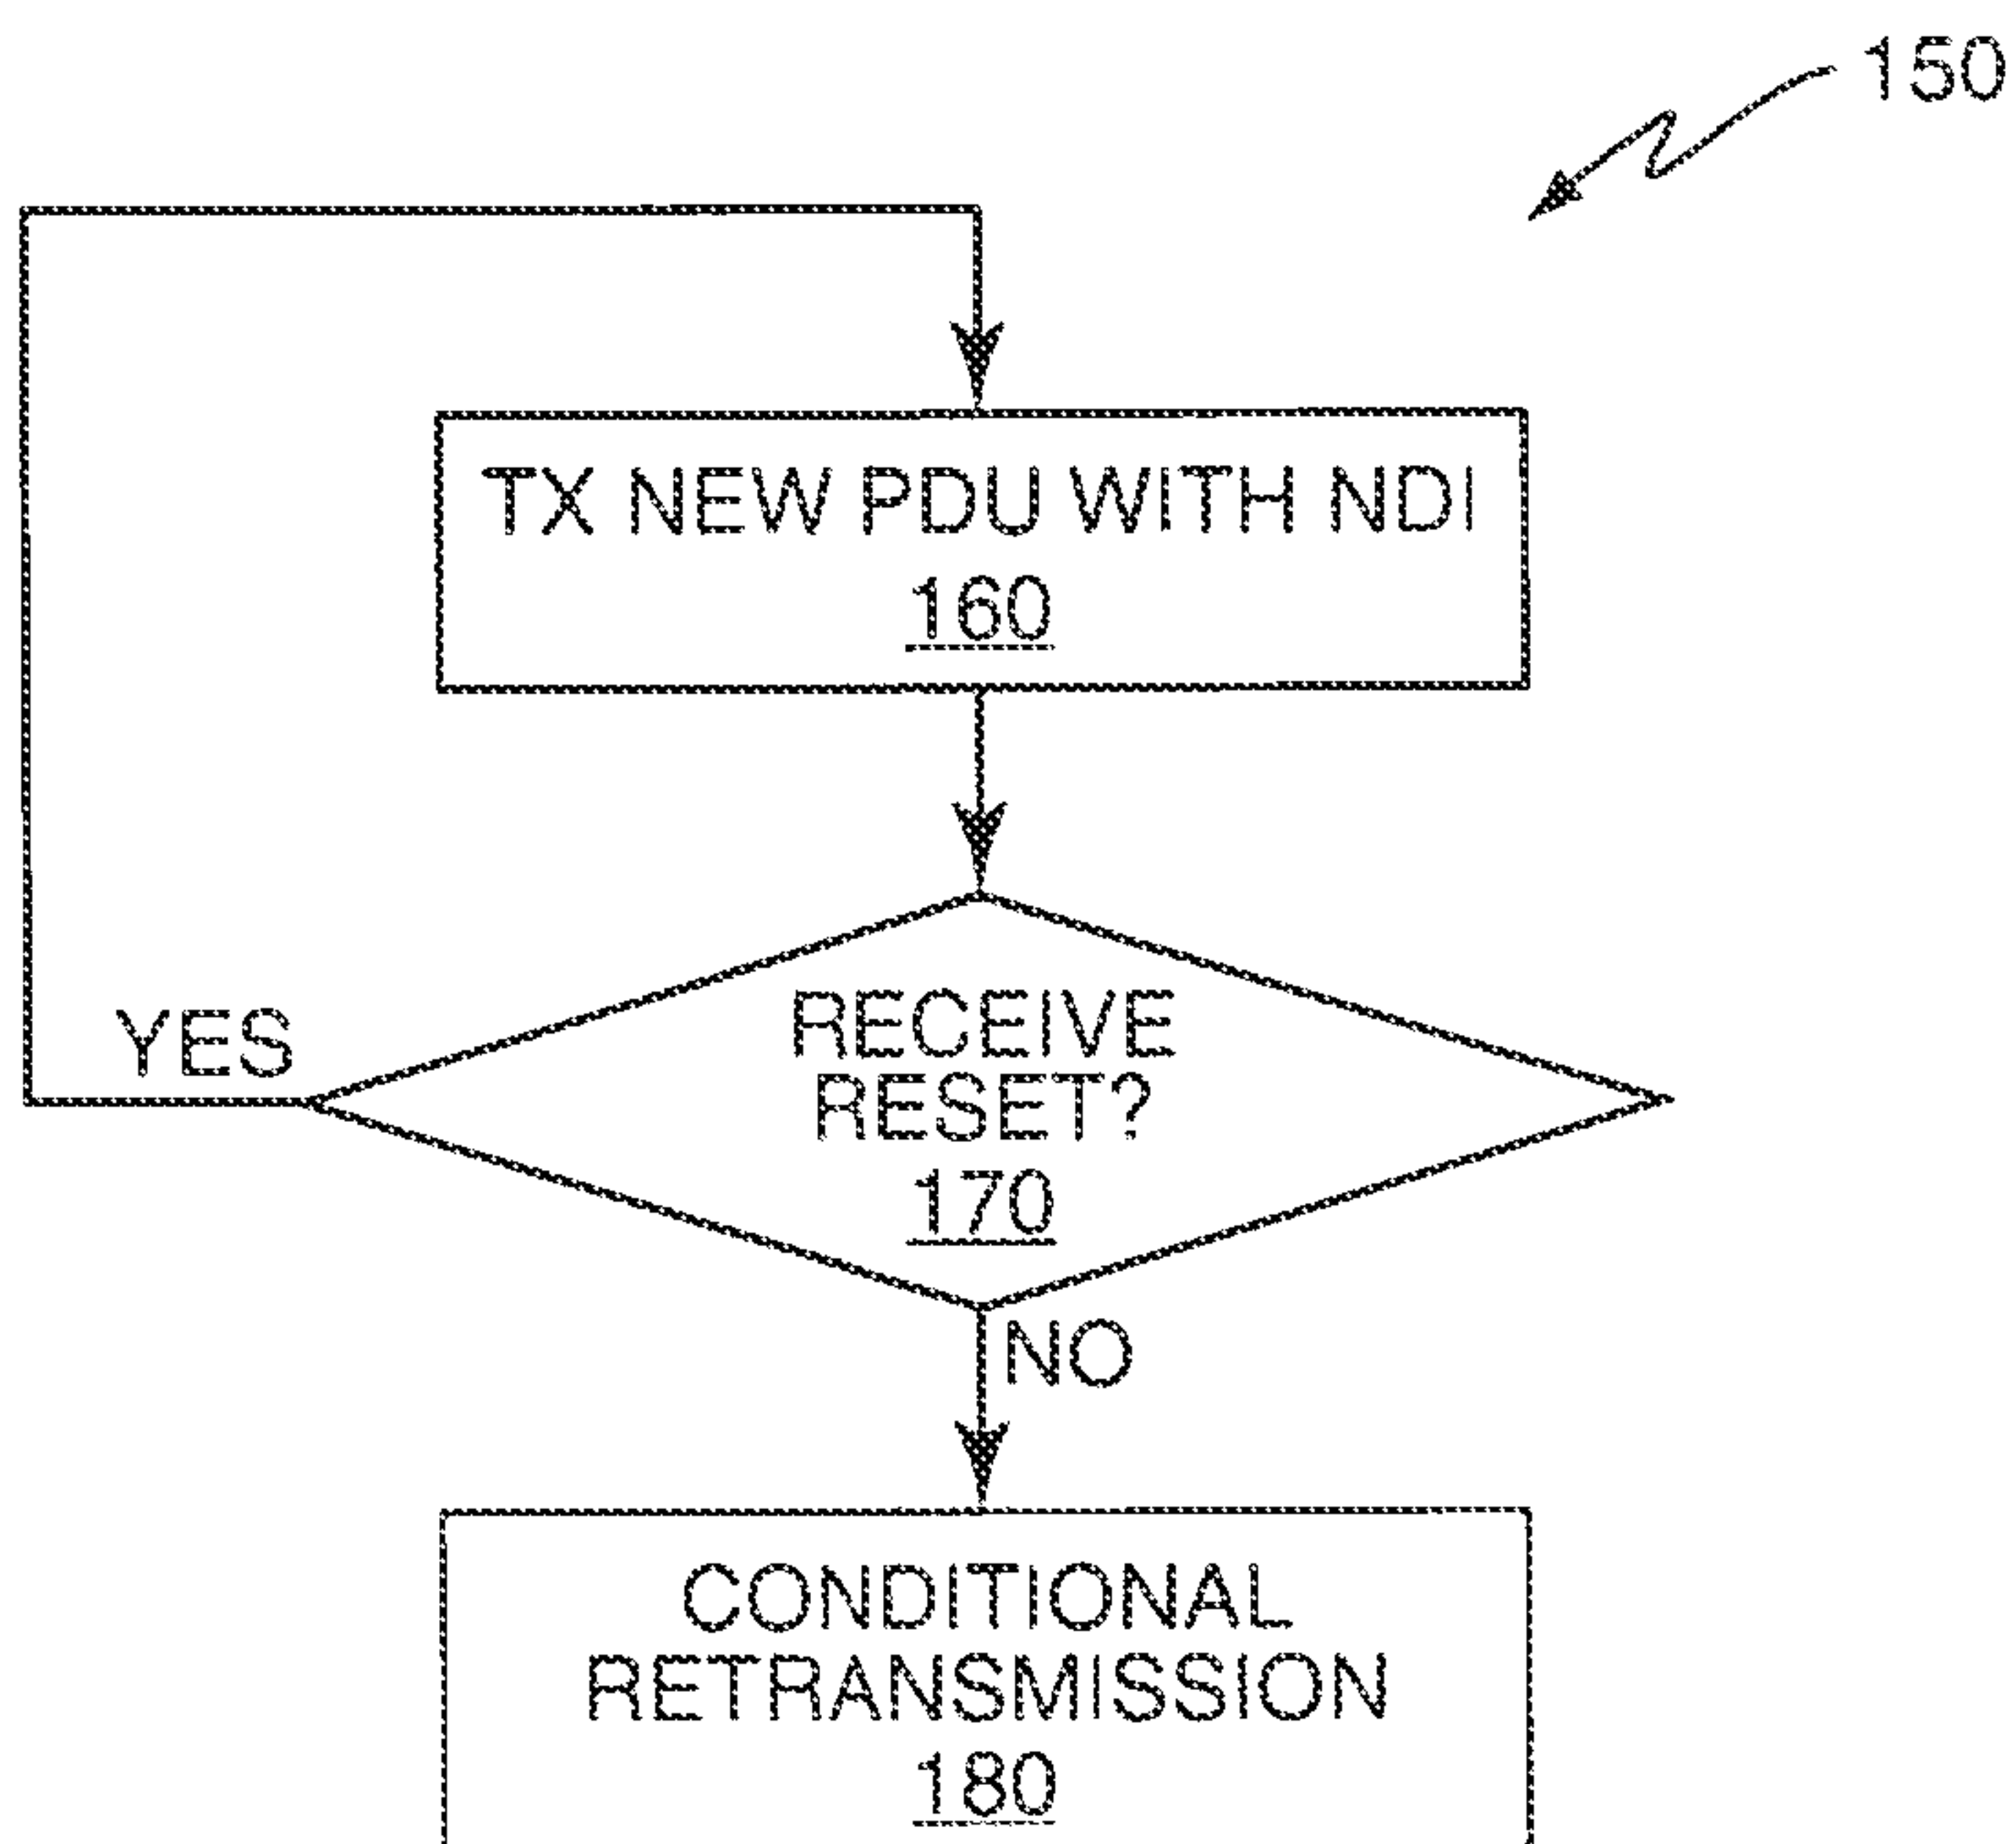 150
TX NEW PDU WITH NDI
160
YES
RECEIVE
RESET?
170
NO
CONDITIONAL
RETRANSMISSION
180